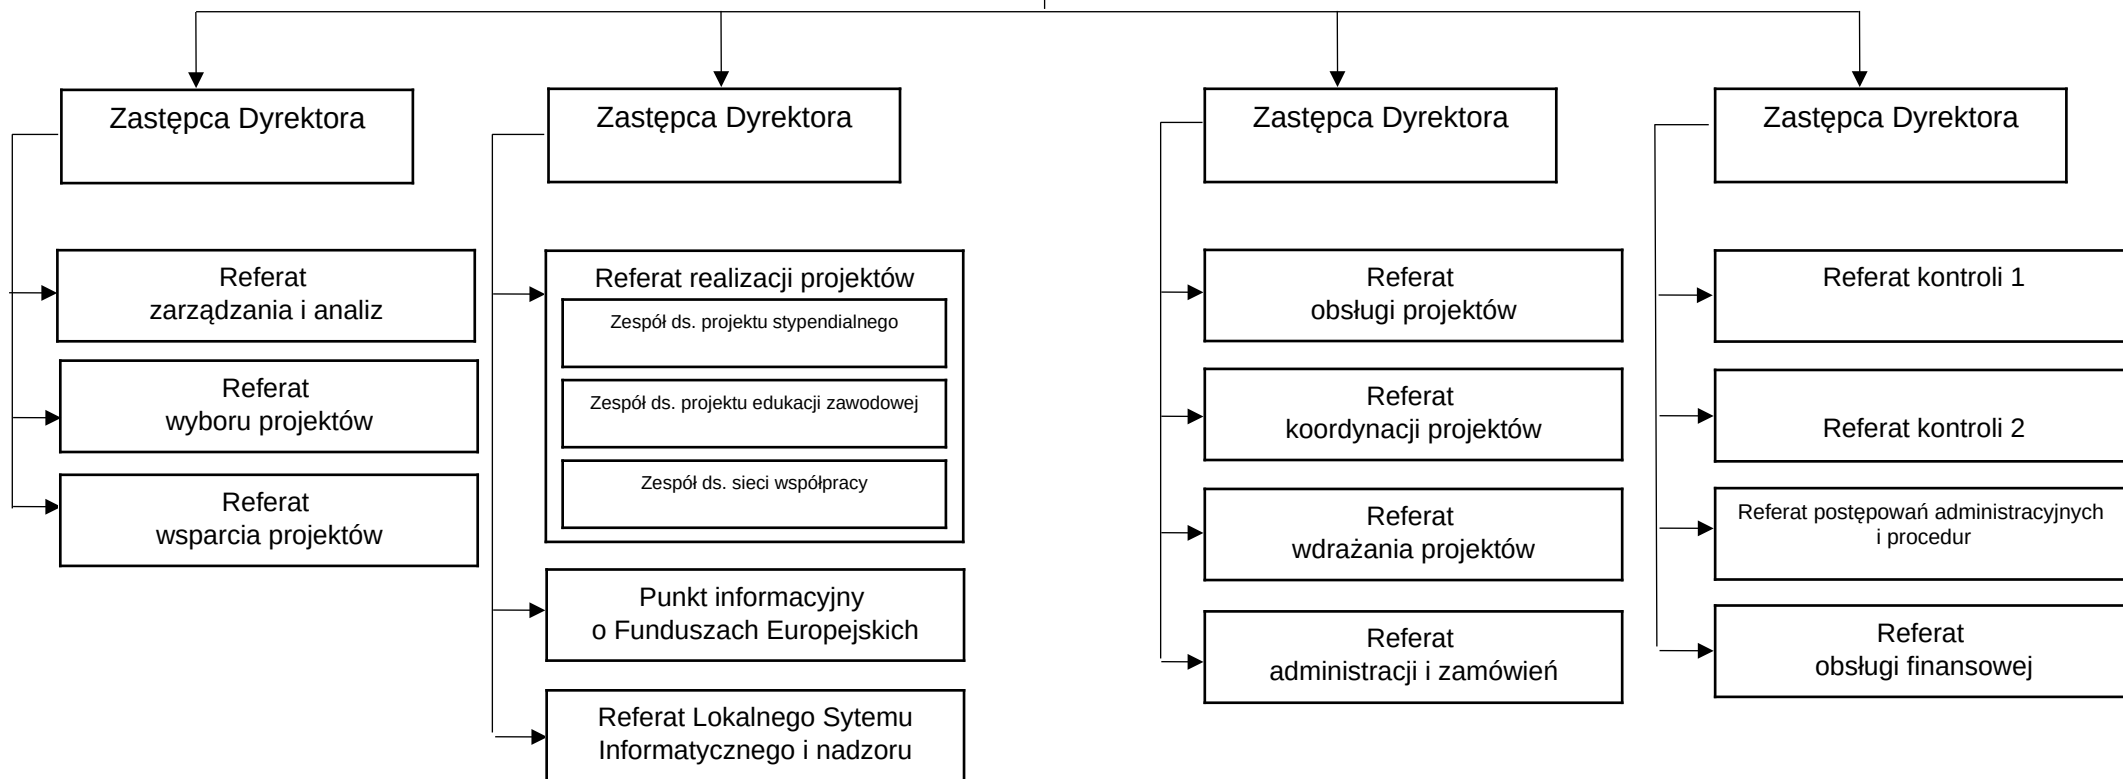 Zastępca Dyrektora
Referat
zarządzania i analiz
Referat
wyboru projektów
Referat
wsparcia projektów
Zastępca Dyrektora
Referat realizacji projektów
Zespół ds. projektu stypendialnego
Zespół ds. projektu edukacji zawodowej
Zespół ds. sieci współpracy
Punkt informacyjny
o Funduszach Europejskich
Referat Lokalnego Sytemu
Informatycznego i nadzoru
Zastępca Dyrektora
Referat
obsługi projektów
Referat
koordynacji projektów
Referat
wdrażania projektów
Referat
administracji i zamówień
Zastępca Dyrektora
Referat kontroli 1
Referat kontroli 2
Referat postępowań administracyjnych
i procedur
Referat
obsługi finansowej